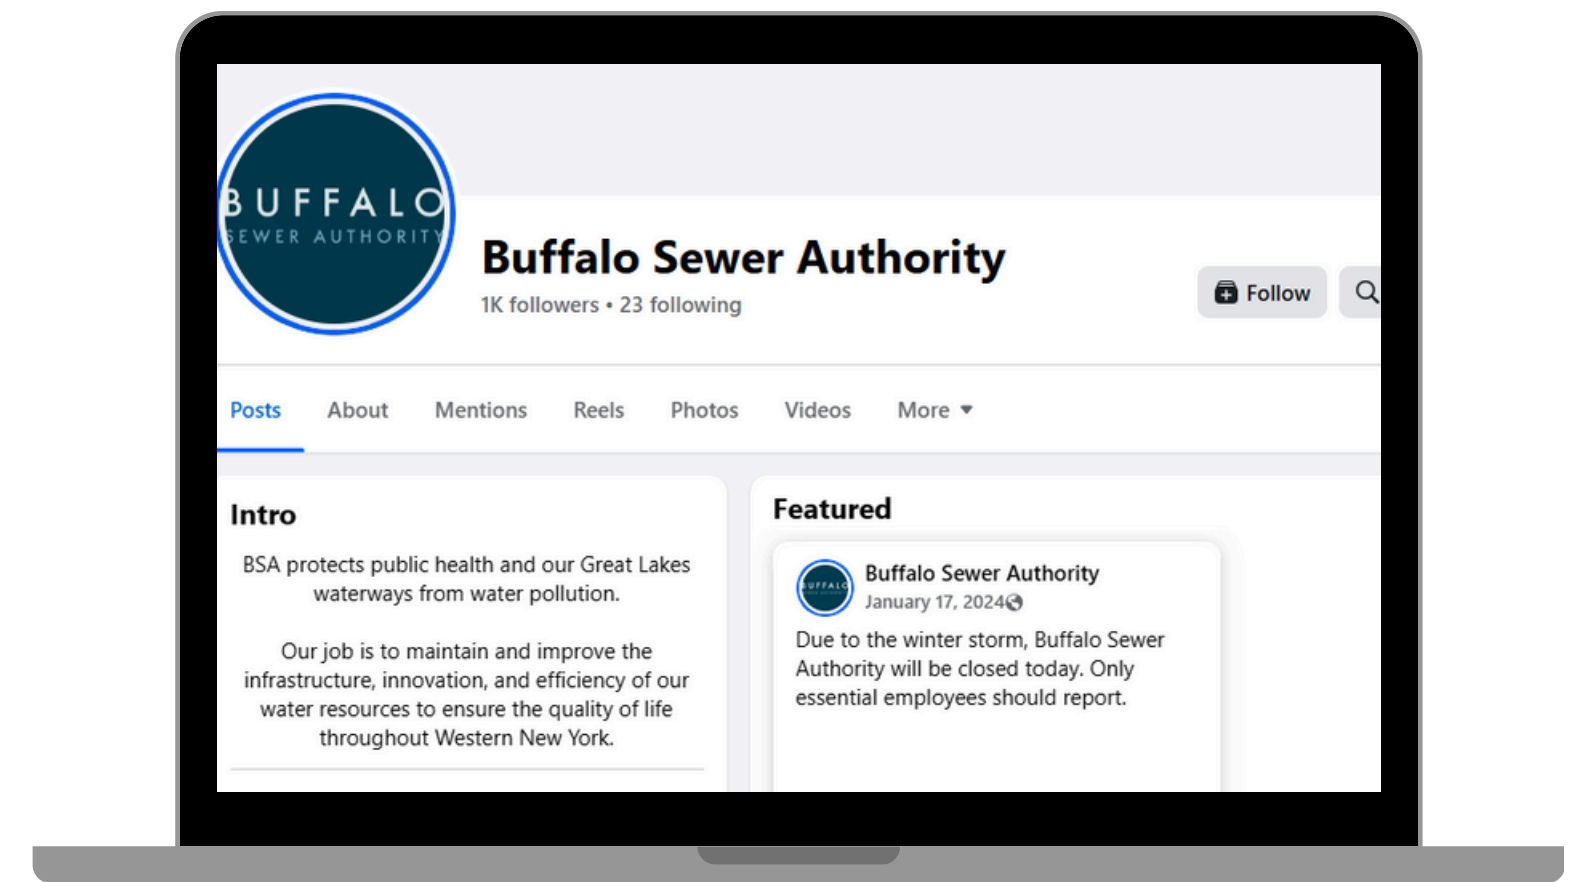 BUFFALO
SEWER AUTHORITY
Buffalo Sewer Authority
1K followers • 23 following
Follow
Posts About Mentions Reels Photos Videos More
Intro
BSA protects public health and our Great Lakes
waterways from water pollution.
Our job is to maintain and improve the
infrastructure, innovation, and efficiency of our
water resources to ensure the quality of life
throughout Western New York.
Featured
BUFFALO
Buffalo Sewer Authority
January 17, 2024
Due to the winter storm, Buffalo Sewer
Authority will be closed today. Only
essential employees should report.